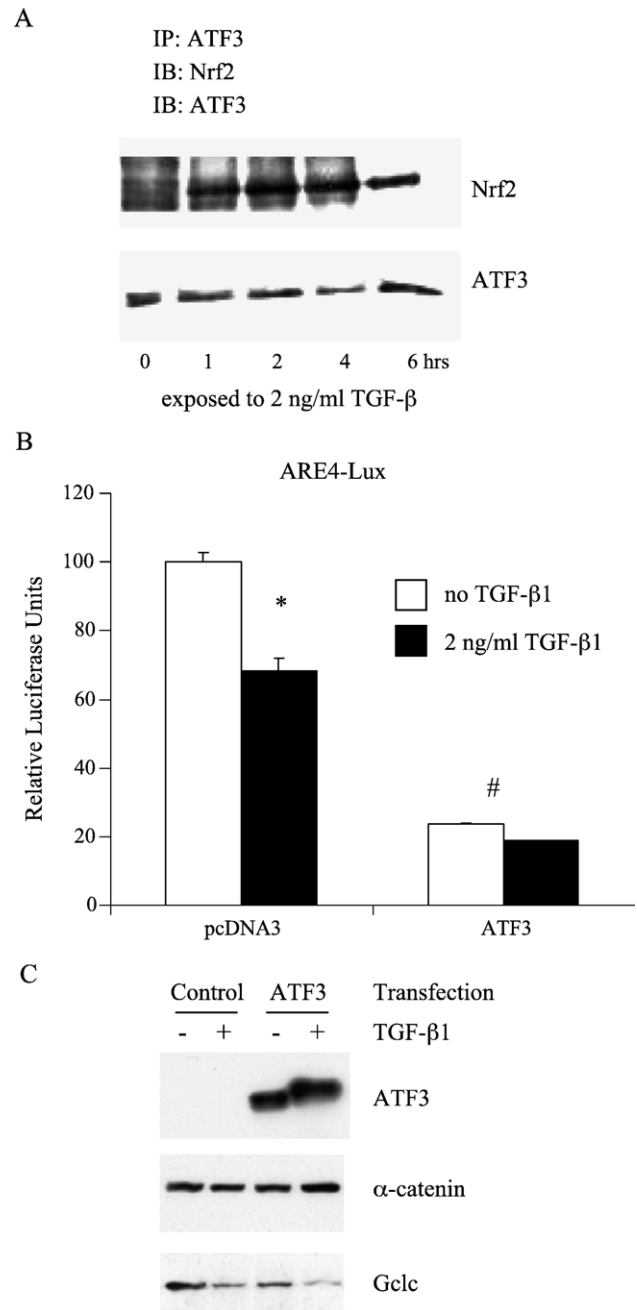 A
IP: ATF3
IB: Nrf2
IB: ATF3
Nrf2
ATF3
0 1 2 4 6 hrs
exposed to 2 ng/ml TGF-β
B
ARE4-Lux
120
100
80
60
40
20
0
Relative Luciferase Units
*
#
no TGF-β1
2 ng/ml TGF-β1
pcDNA3 ATF3
C
Control ATF3 Transfection
- + - + TGF-β1
ATF3
α-catenin
Gclc